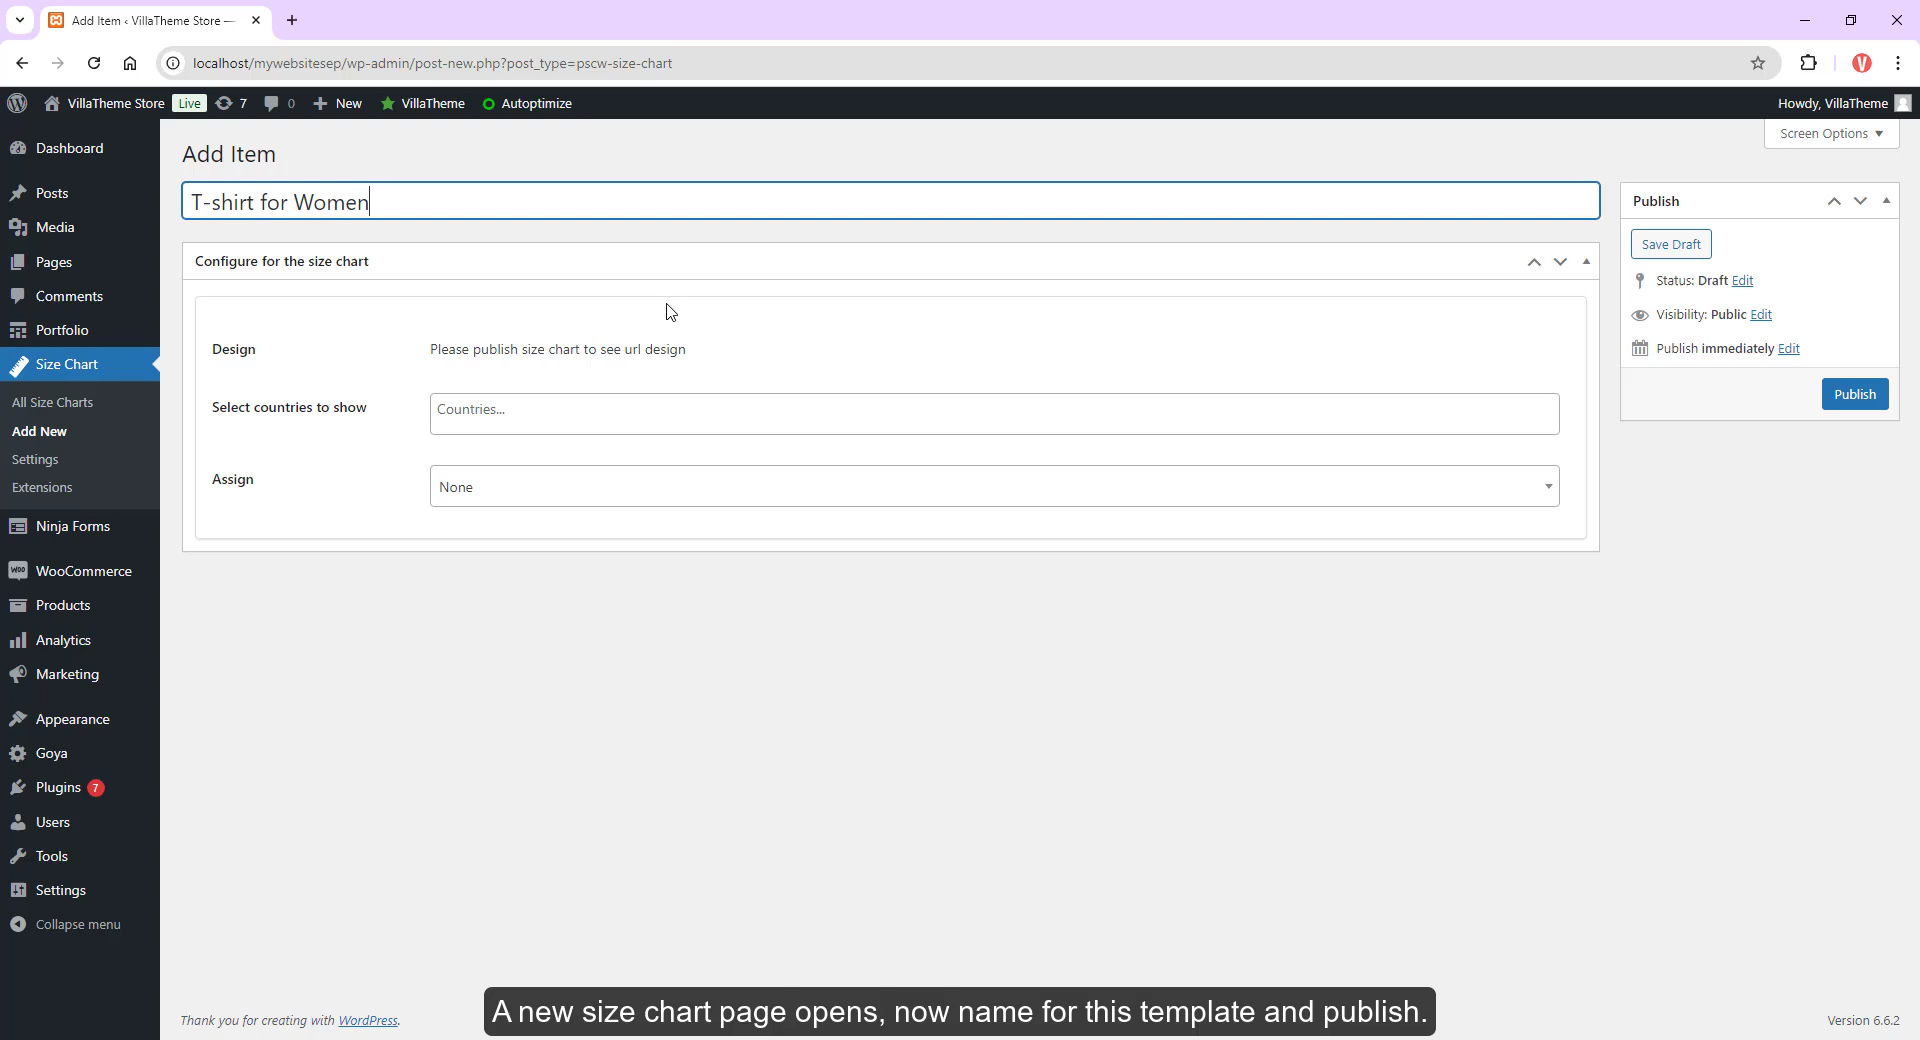 Add Item ‹ VillaTheme Store —
localhost/mywebsitesep/wp-admin/post-new.php?post_type=pscw-size-chart
VillaTheme Store Live 7 0 New VillaTheme Autoptimize Howdy, VillaTheme
Screen Options
Dashboard
Posts
Media
Pages
Comments
Portfolio
Size Chart
All Size Charts
Add New
Settings
Extensions
Ninja Forms
WooCommerce
Products
Analytics
Marketing
Appearance
Goya
Plugins 7
Users
Tools
Settings
Collapse menu
Add Item
T-shirt for Women
Configure for the size chart
Design Please publish size chart to see url design
Select countries to show Countries...
Assign None
Publish
Save Draft
Status: Draft Edit
Visibility: Public Edit
Publish immediately Edit
Publish
A new size chart page opens, now name for this template and publish.
Thank you for creating with WordPress.
Version 6.6.2